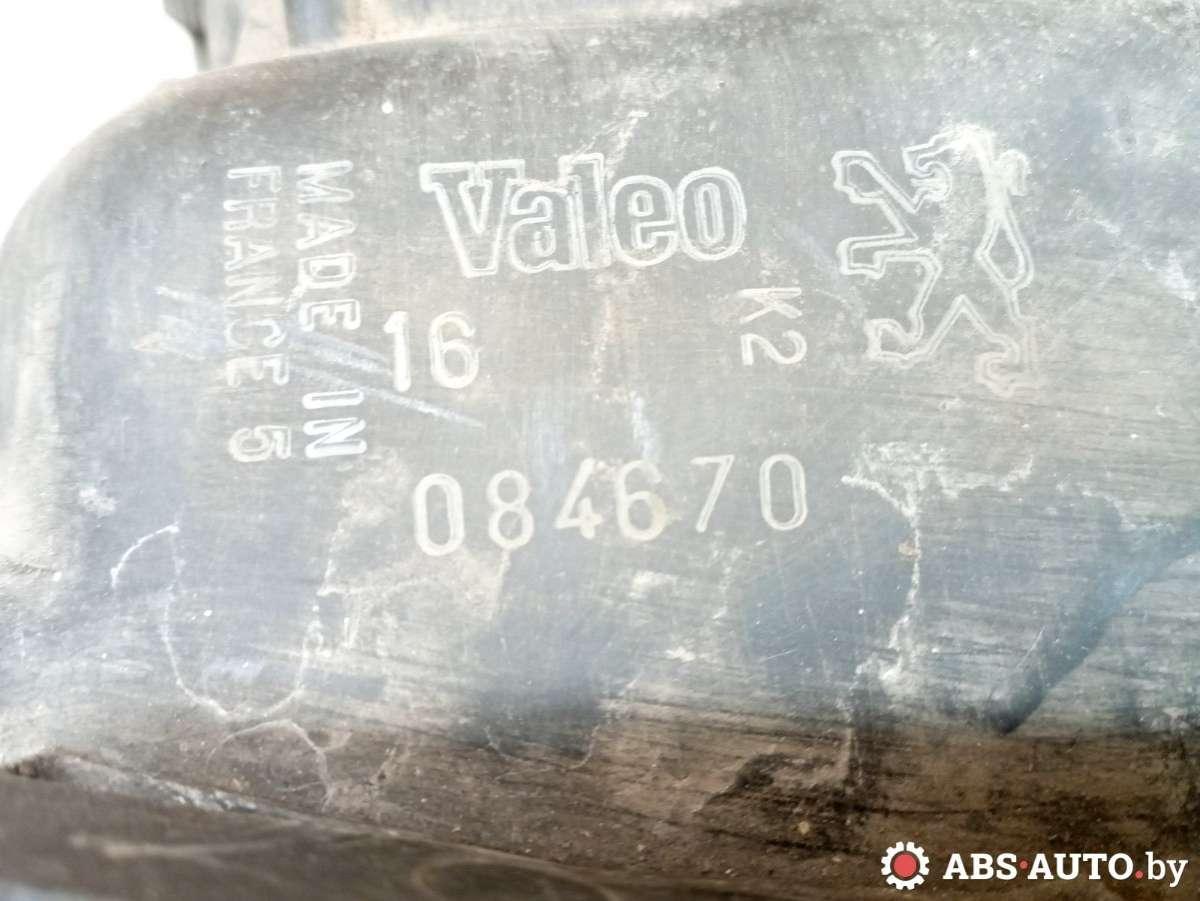 Valeo
MADE IN
FRANCE 5
16
K2
084670
ABS-AUTO.by